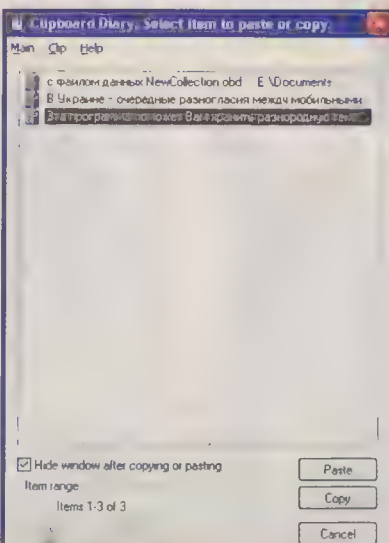 Clipboard Diary, Select item to paste or copy.
Main Clip Help
с файлом данных NewCollection obd E \Documents
В Украине - очередные разногласия между мобильными
Эта программа поможет Вам хранить разнородную
Hide window after copying or pasting
Item range
Items 1-3 of 3
Paste
Copy
Cancel